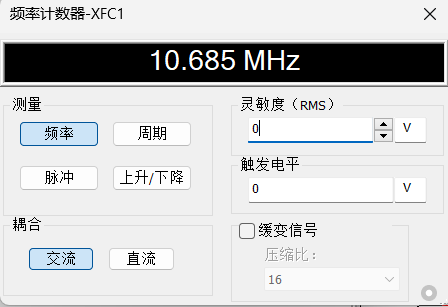 频率计数器-XFC1
10.685 MHz
测量
频率 周期
脉冲 上升/下降
耦合
交流 直流
灵敏度（RMS）
0 V
触发电平
0 V
缓变信号
压缩比：
16